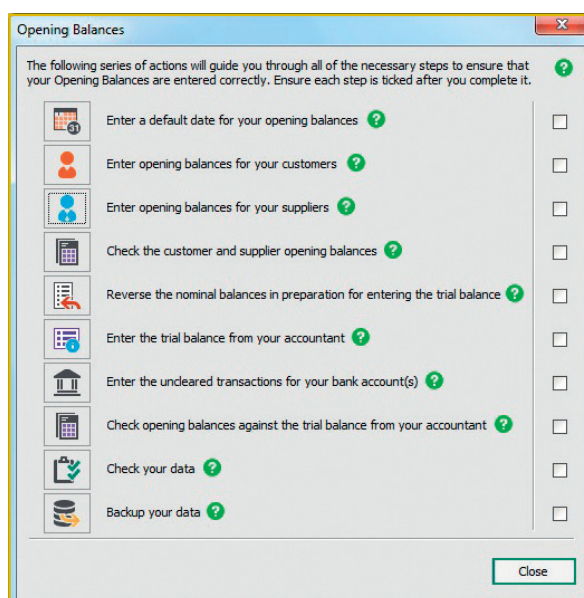 Opening Balances
The following series of actions will guide you through all of the necessary steps to ensure that
your Opening Balances are entered correctly. Ensure each step is ticked after you complete it.
Enter a default date for your opening balances
Enter opening balances for your customers
Enter opening balances for your suppliers
Check the customer and supplier opening balances
Reverse the nominal balances in preparation for entering the trial balance
Enter the trial balance from your accountant
Enter the uncleared transactions for your bank account(s)
Check opening balances against the trial balance from your accountant
Check your data
Backup your data
Close